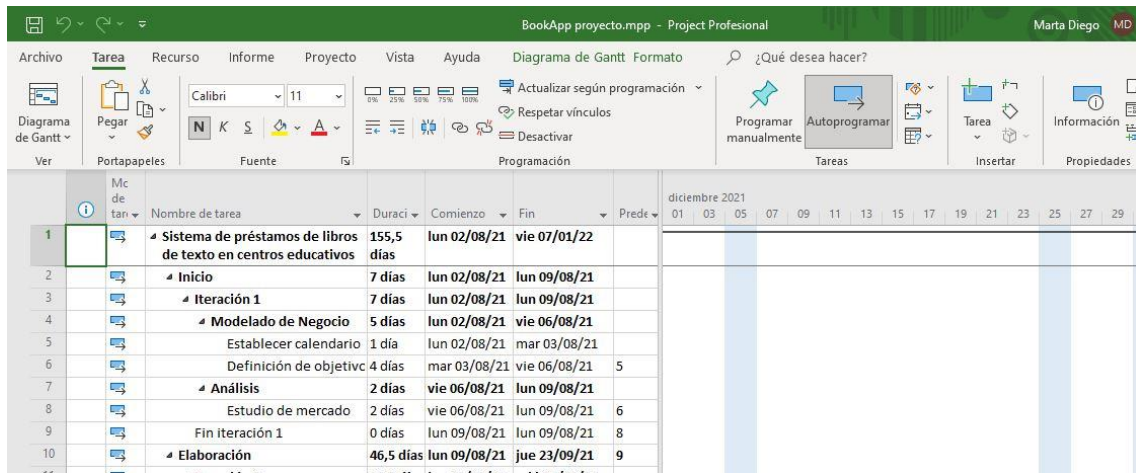 BookApp proyecto.mpp - Project Profesional
Marta Diego MD
Archivo Tarea Recurso Informe Proyecto Vista Ayuda Diagrama de Gantt Formato ¿Qué desea hacer?
Diagrama de Gantt
Ver
Pegar
Portapapeles
Calibri 11
N K S A
Fuente
0% 25% 50% 75% 100%
Actualizar según programación
Respetar vínculos
Desactivar
Programación
Programar manualmente
Autoprogramar
Tareas
Tarea
Insertar
Información
Propiedades
Nombre de tarea Duraci Comienzo Fin Prede
diciembre 2021
01 03 05 07 09 11 13 15 17 19 21 23 25 27 29
1 Sistema de préstamos de libros 155,5 lun 02/08/21 vie 07/01/22
de texto en centros educativos días
2 Inicio 7 días lun 02/08/21 lun 09/08/21
3 Iteración 1 7 días lun 02/08/21 lun 09/08/21
4 Modelado de Negocio 5 días lun 02/08/21 vie 06/08/21
5 Establecer calendario 1 día lun 02/08/21 mar 03/08/21
6 Definición de objetivo 4 días mar 03/08/21 vie 06/08/21 5
7 Análisis 2 días vie 06/08/21 lun 09/08/21
8 Estudio de mercado 2 días vie 06/08/21 lun 09/08/21 6
9 Fin iteración 1 0 días lun 09/08/21 lun 09/08/21 8
10 Elaboración 46,5 días lun 09/08/21 jue 23/09/21 9